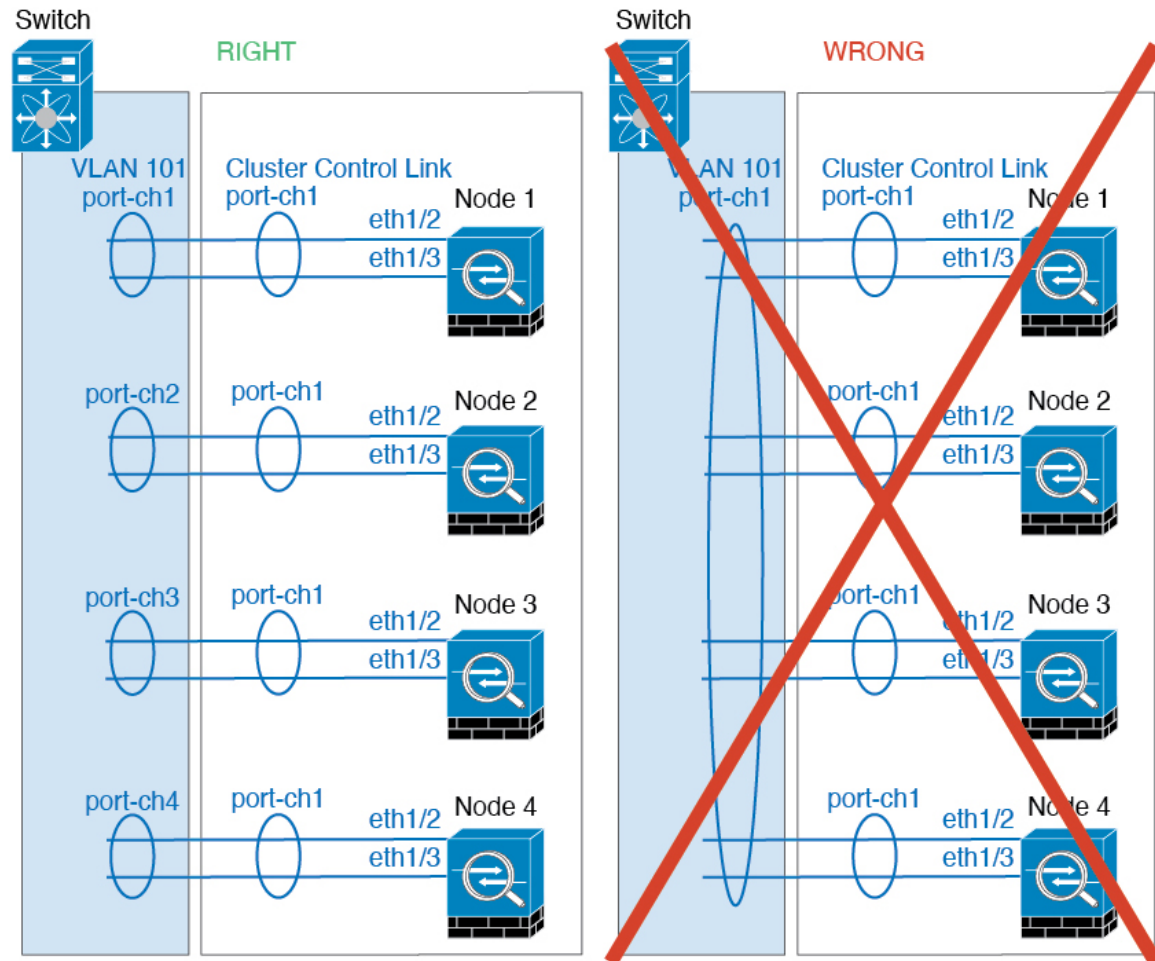 Switch
RIGHT
VLAN 101
port-ch1
Cluster Control Link
port-ch1
Node 1
eth1/2
eth1/3
port-ch2
port-ch1
Node 2
eth1/2
eth1/3
port-ch3
port-ch1
Node 3
eth1/2
eth1/3
port-ch4
port-ch1
Node 4
eth1/2
eth1/3
Switch
WRONG
VLAN 101
port-ch1
Cluster Control Link
port-ch1
Node 1
eth1/2
eth1/3
port-ch1
Node 2
eth1/2
eth1/3
port-ch1
Node 3
eth1/2
eth1/3
port-ch1
Node 4
eth1/2
eth1/3